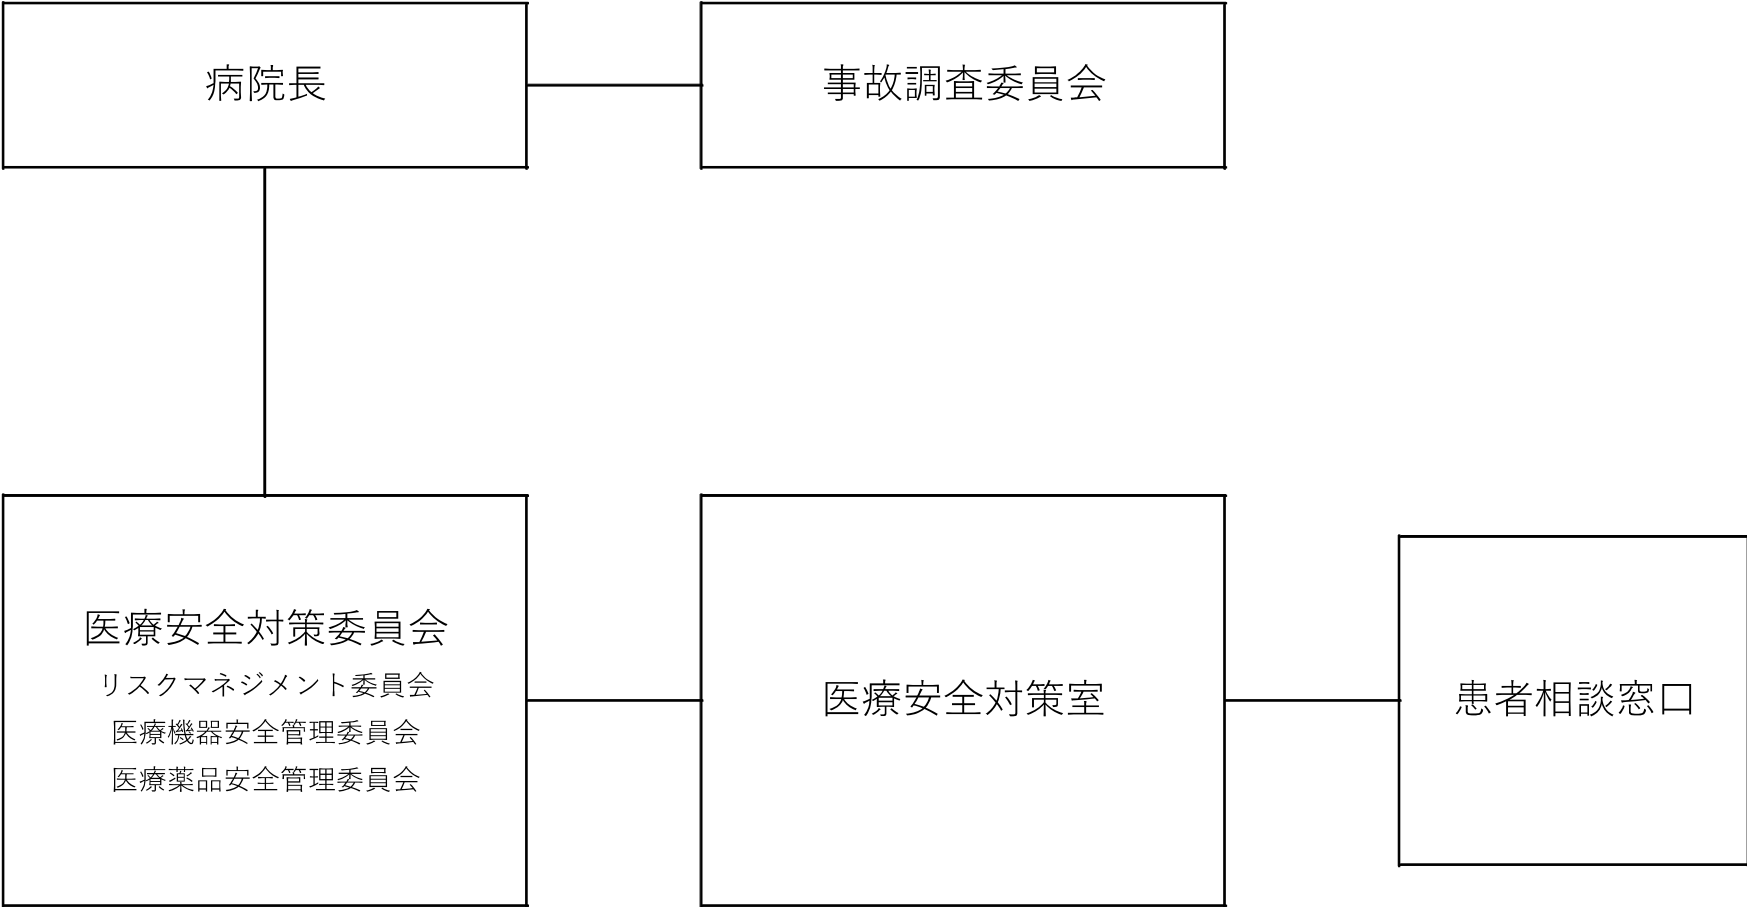 病院長
事故調査委員会
医療安全対策委員会
リスクマネジメント委員会
医療機器安全管理委員会
医療薬品安全管理委員会
医療安全対策室
患者相談窓口